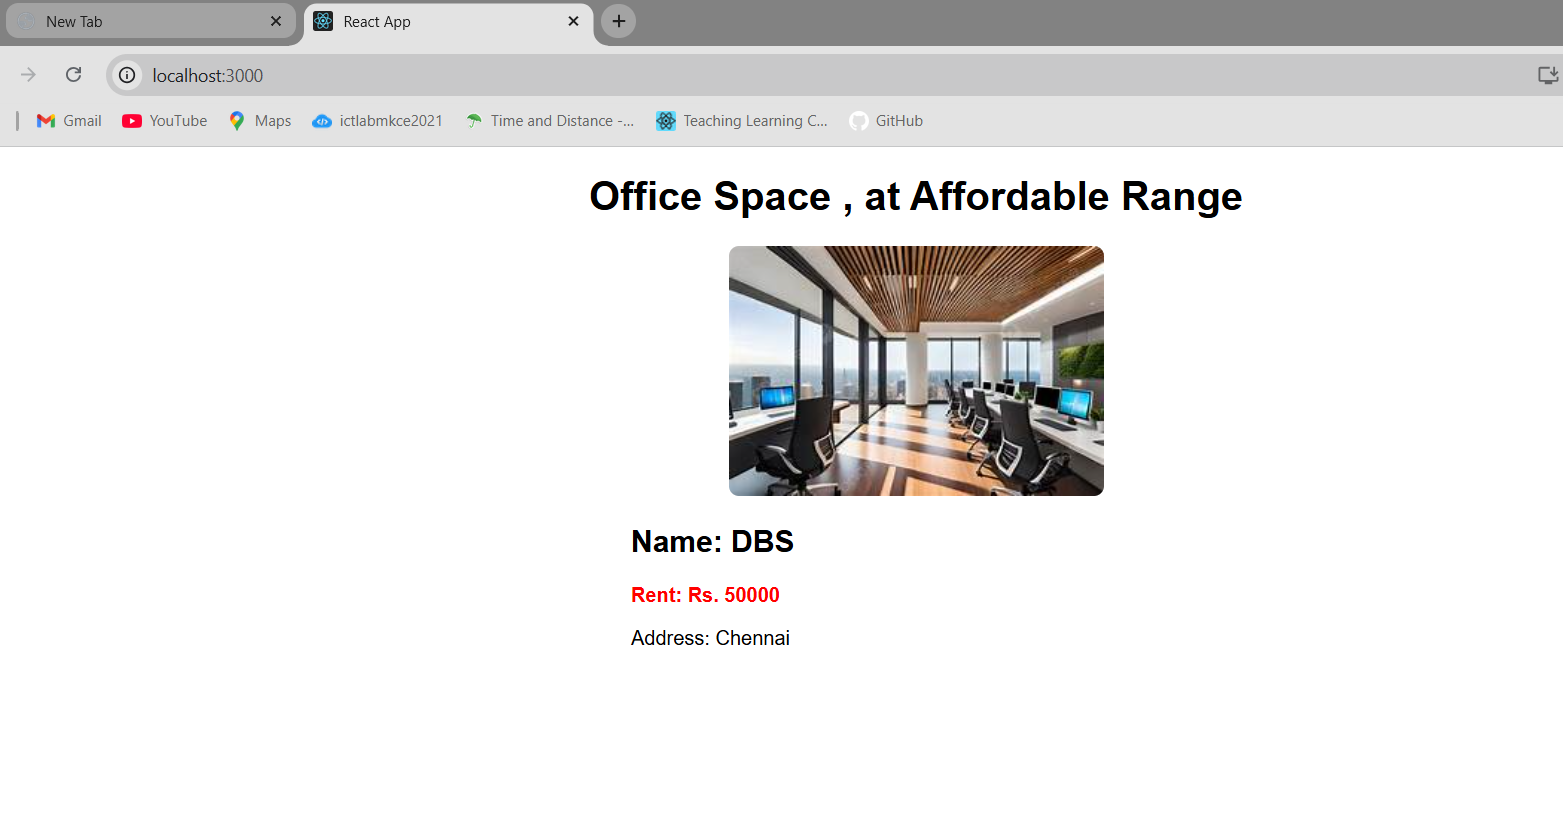 New Tab
React App
localhost:3000
Gmail YouTube Maps ictlabmkce2021 Time and Distance -... Teaching Learning C... GitHub
Office Space , at Affordable Range
Name: DBS
Rent: Rs. 50000
Address: Chennai